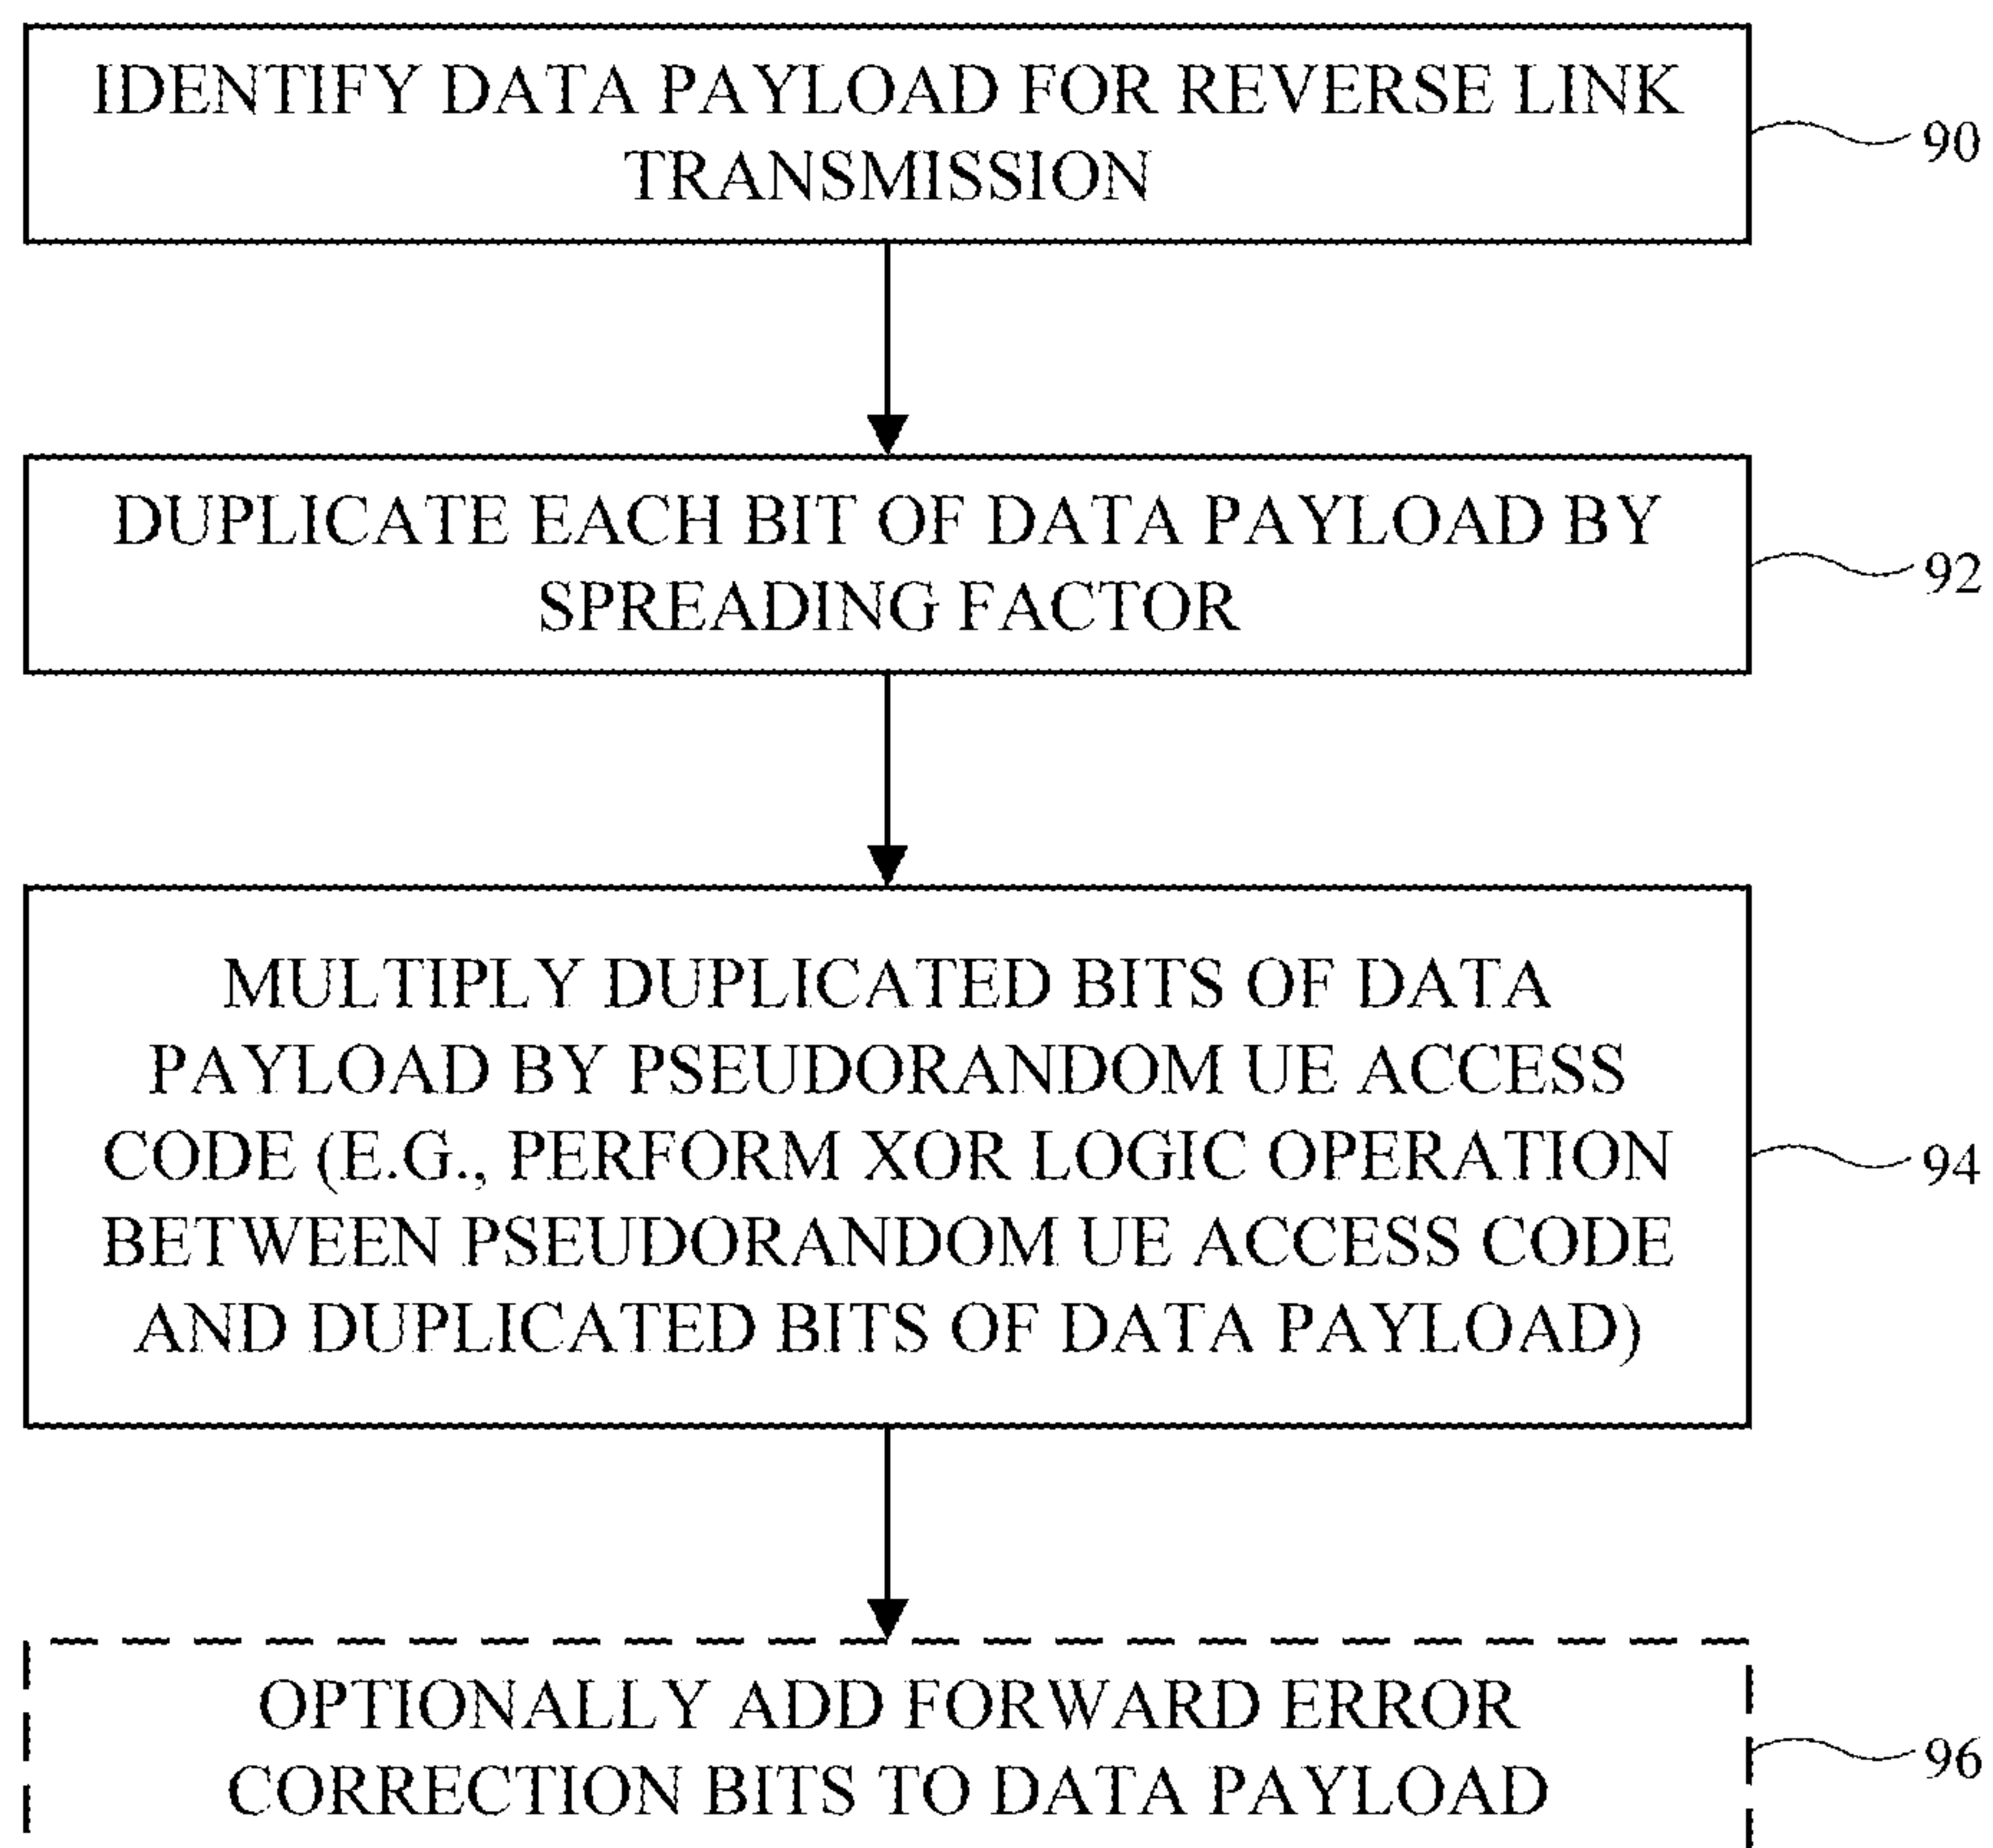 IDENTIFY DATA PAYLOAD FOR REVERSE LINK
TRANSMISSION
90
DUPLICATE EACH BIT OF DATA PAYLOAD BY
SPREADING FACTOR
92
MULTIPLY DUPLICATED BITS OF DATA
PAYLOAD BY PSEUDORANDOM UE ACCESS
CODE (E.G., PERFORM XOR LOGIC OPERATION
BETWEEN PSEUDORANDOM UE ACCESS CODE
AND DUPLICATED BITS OF DATA PAYLOAD)
94
OPTIONALLY ADD FORWARD ERROR
CORRECTION BITS TO DATA PAYLOAD
96